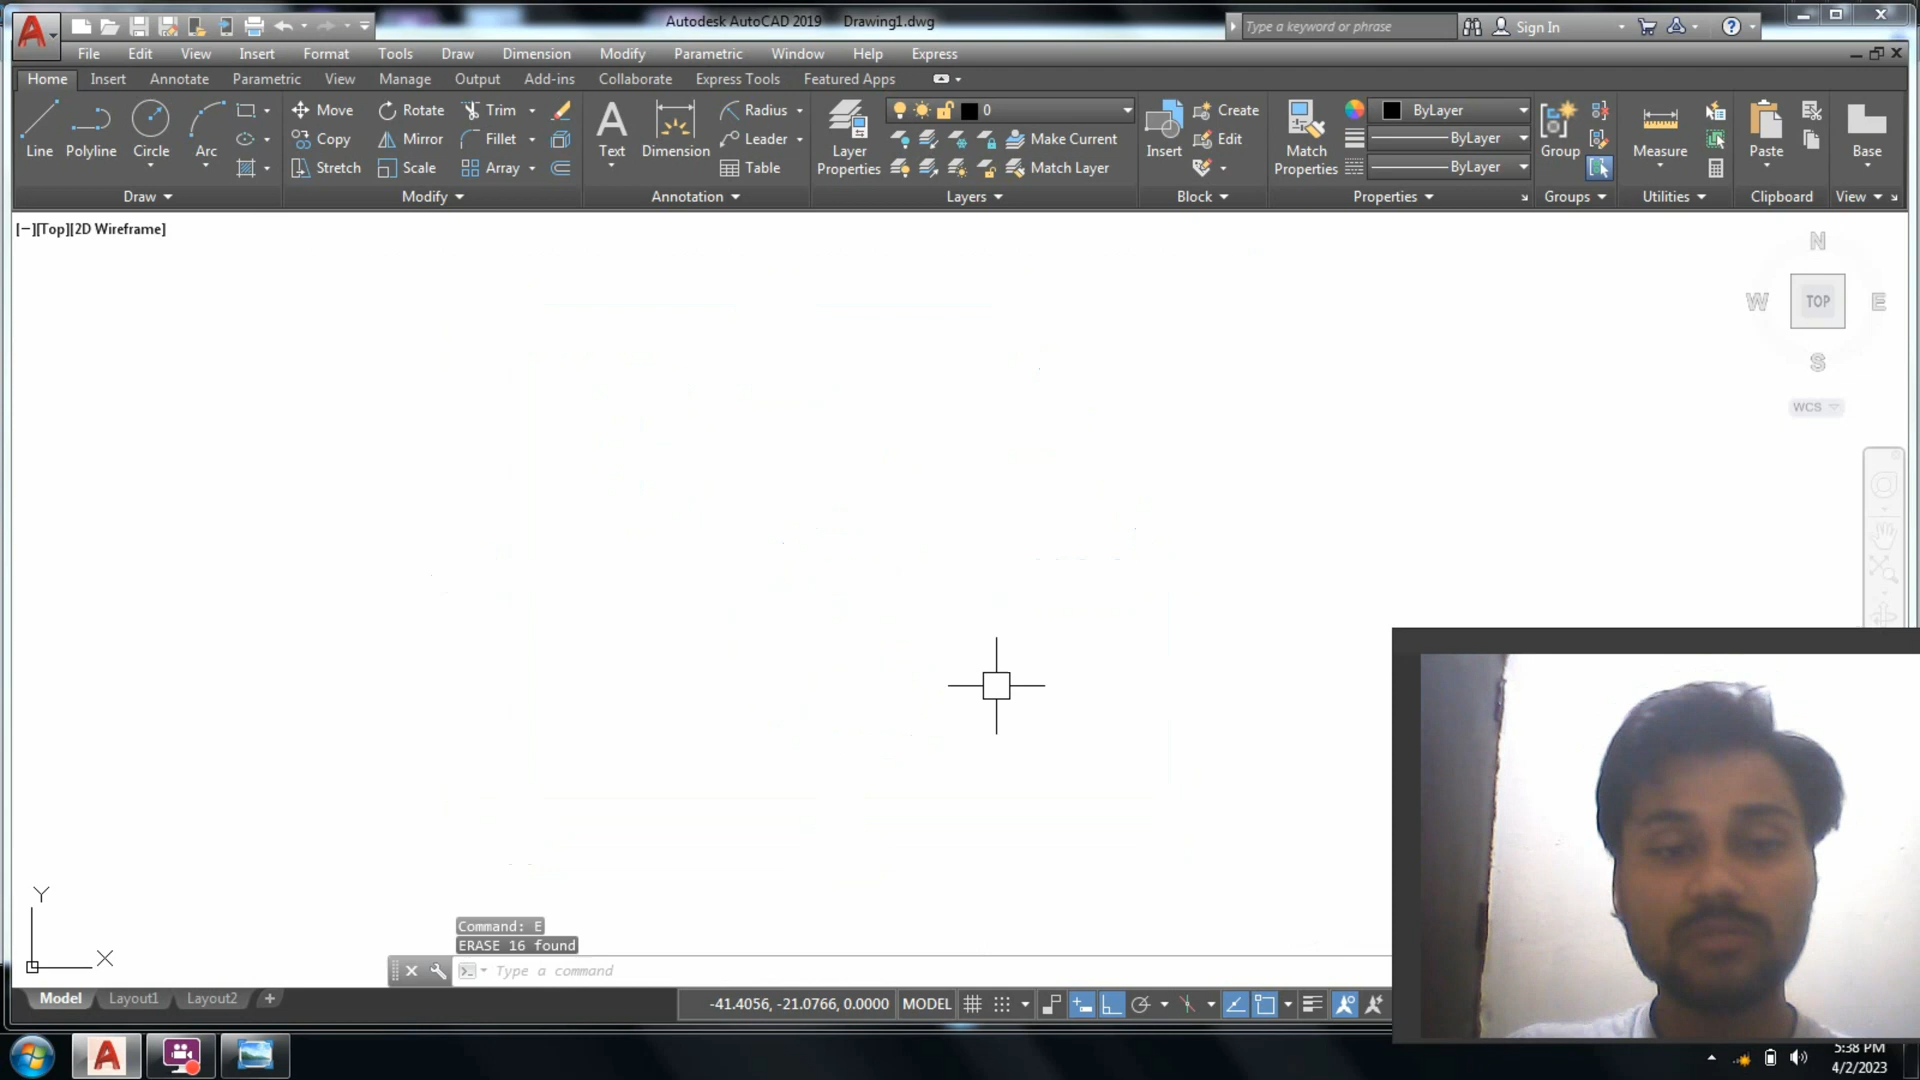 Autodesk AutoCAD 2019 Drawing1.dwg
Type a keyword or phrase
Sign In
File Edit View Insert Format Tools Draw Dimension Modify Parametric Window Help Express
Home Insert Annotate Parametric View Manage Output Add-ins Collaborate Express Tools Featured Apps
Line Polyline Circle Arc
Move Rotate Trim
Copy Mirror Fillet
Stretch Scale Array
Text Dimension
Radius
Leader
Table
Layer Properties
0
Make Current
Match Layer
Insert
Create
Edit
Match Properties
ByLayer
ByLayer
ByLayer
Group
Measure
Paste
Base
Draw Modify Annotation Layers Block Properties Groups Utilities Clipboard View
[−][Top][2D Wireframe]
N
W TOP E
S
WCS
Y
X
Command: E
ERASE 16 found
Type a command
Model Layout1 Layout2 +
-41.4056, -21.0766, 0.0000 MODEL
5:38 PM
4/2/2023